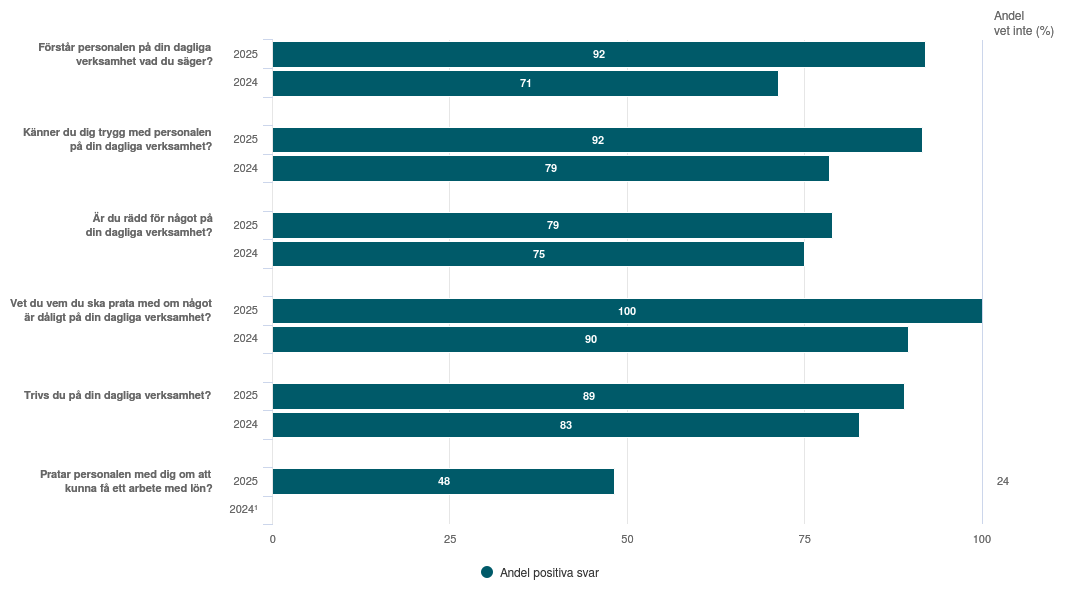 Andel
vet inte (%)
Förstår personalen på din dagliga
verksamhet vad du säger?
2025
92
2024
71
Känner du dig trygg med personalen
på din dagliga verksamhet?
2025
92
2024
79
Är du rädd för något på
din dagliga verksamhet?
2025
79
2024
75
Vet du vem du ska prata med om något
är dåligt på din dagliga verksamhet?
2025
100
2024
90
Trivs du på din dagliga verksamhet?
2025
89
2024
83
Pratar personalen med dig om att
kunna få ett arbete med lön?
2025
48
24
2024¹
0
25
50
75
100
Andel positiva svar